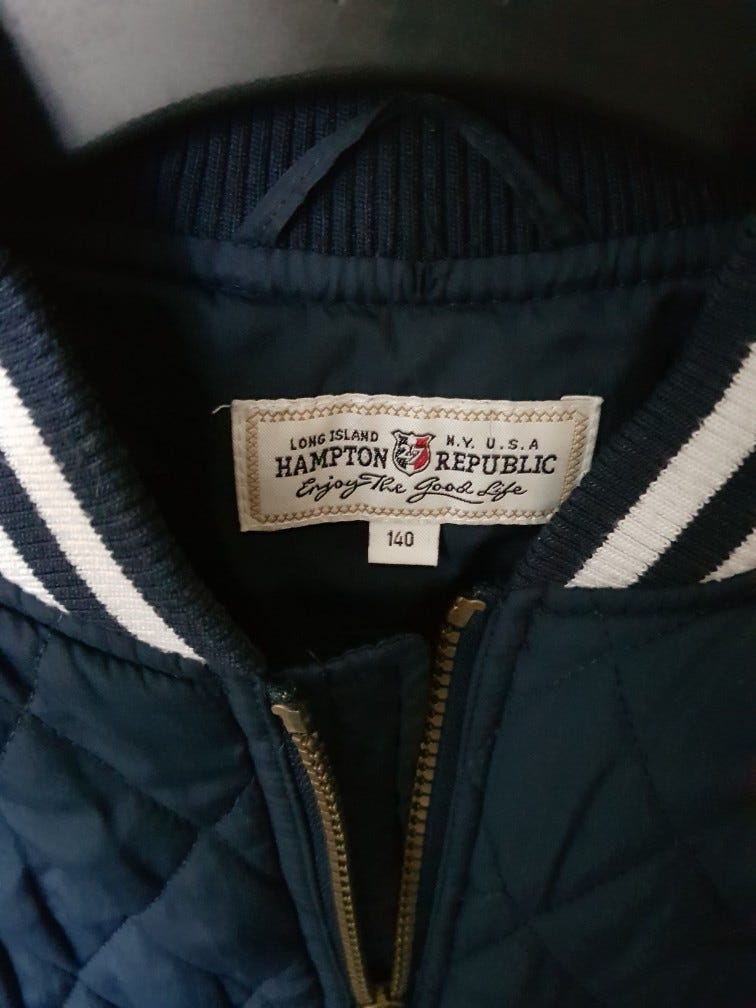 LONG ISLAND N.Y. U.S.A
HAMPTON REPUBLIC
Enjoy The Good Life
140